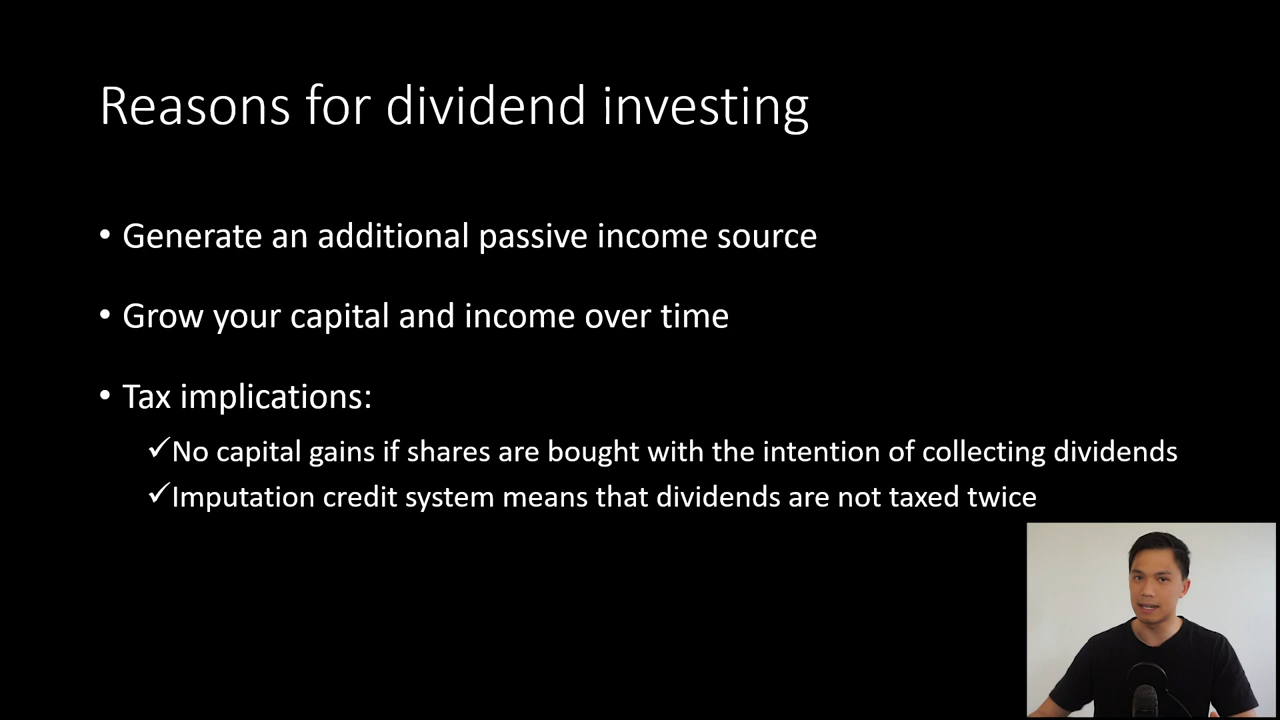 Reasons for dividend investing
• Generate an additional passive income source
• Grow your capital and income over time
• Tax implications:
✓No capital gains if shares are bought with the intention of collecting dividends
✓Imputation credit system means that dividends are not taxed twice